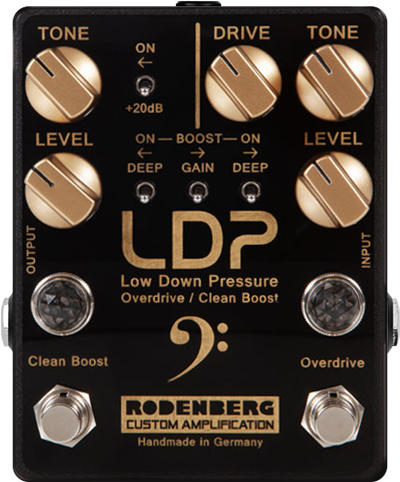 TONE
ON
DRIVE
TONE
+20dB
LEVEL
ON — BOOST — ON
LEVEL
DEEP
GAIN
DEEP
OUTPUT
INPUT
LDP
Low Down Pressure
Overdrive / Clean Boost
Clean Boost
Overdrive
RODENBERG
CUSTOM AMPLIFICATION
Handmade in Germany